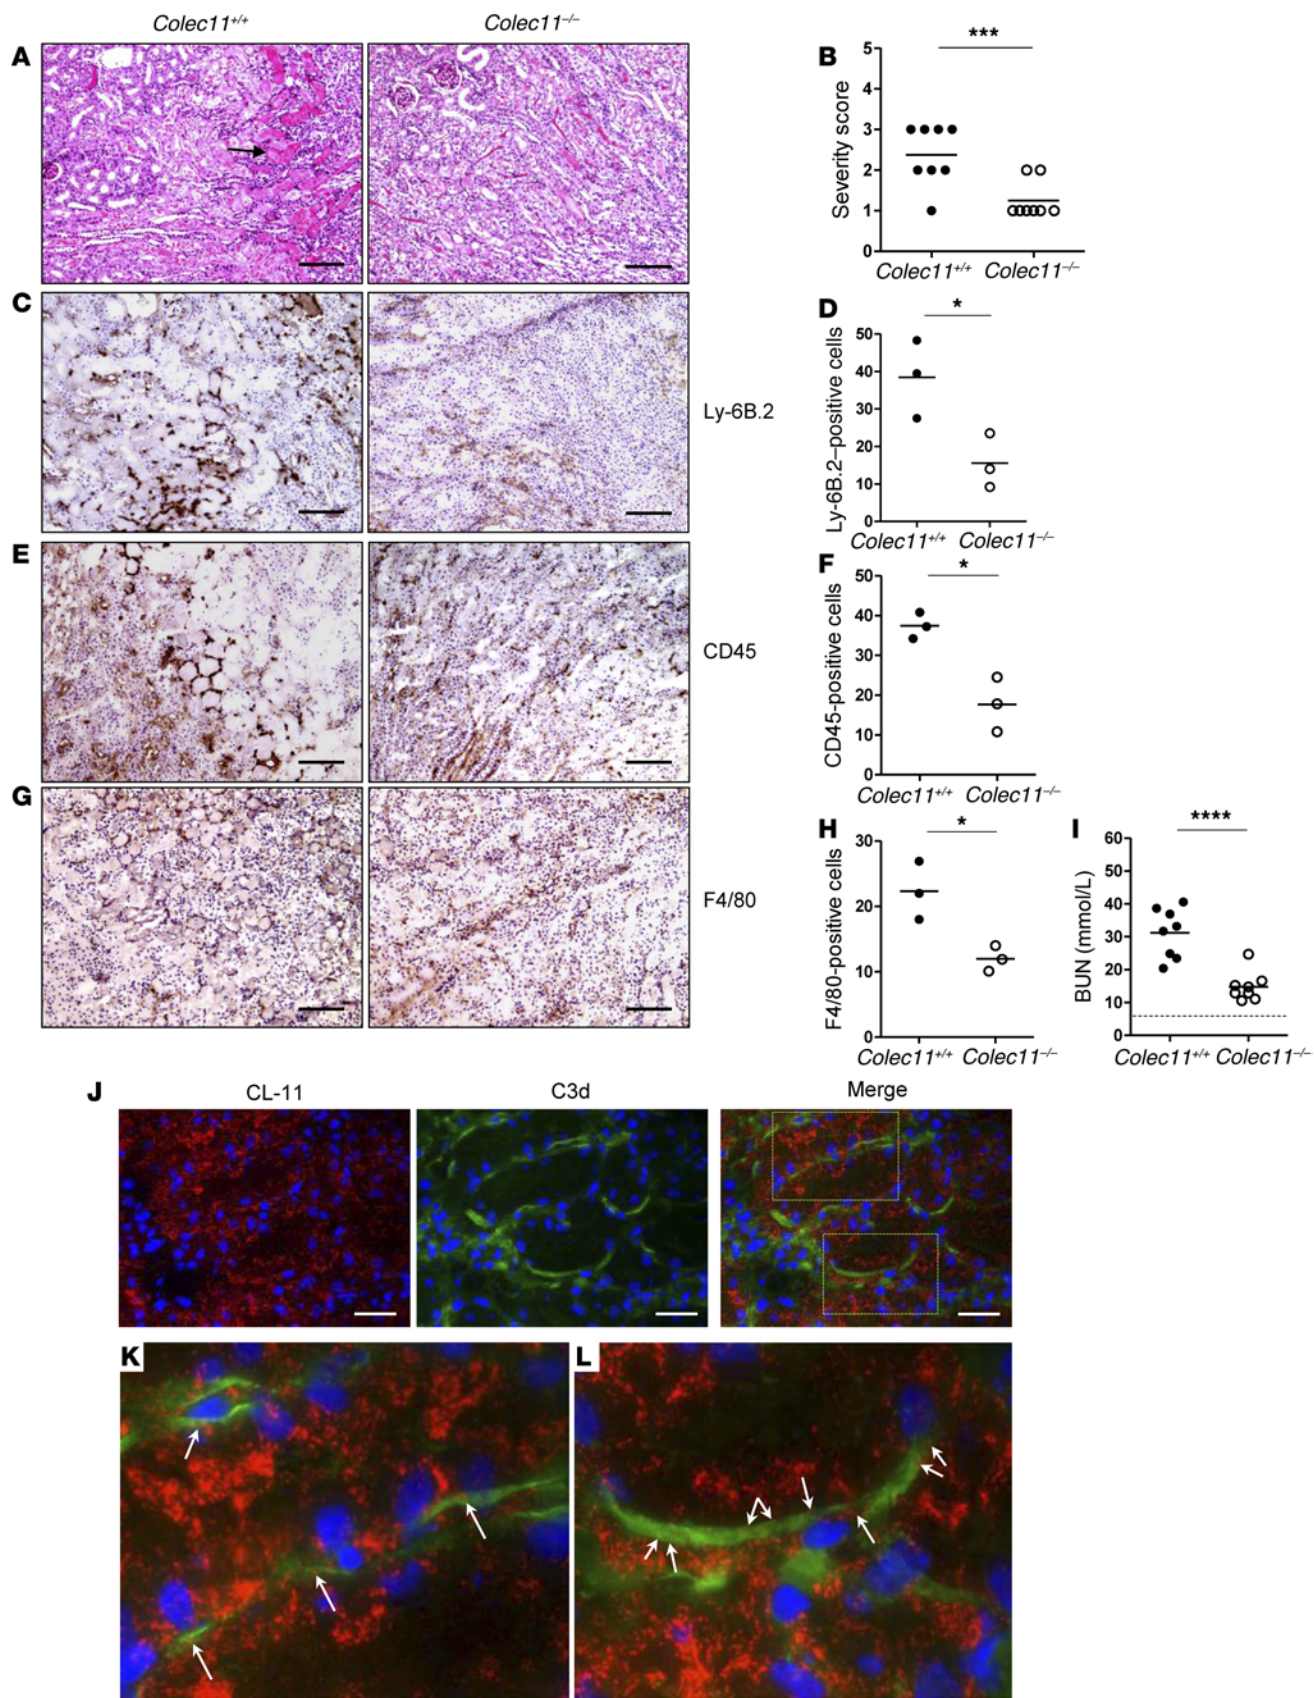 Colec11+/+ Colec11−/−
A
B
***
Severity score
5
4
3
2
1
0
Colec11+/+ Colec11−/−
C
Ly-6B.2
D
*
Ly-6B.2–positive cells
50
40
30
20
10
0
Colec11+/+ Colec11−/−
E
CD45
F
*
CD45-positive cells
50
40
30
20
10
0
Colec11+/+ Colec11−/−
G
F4/80
H
*
F4/80-positive cells
30
20
10
0
Colec11+/+ Colec11−/−
I
****
BUN (mmol/L)
60
50
40
30
20
10
0
Colec11+/+ Colec11−/−
J
CL-11 C3d Merge
K
L